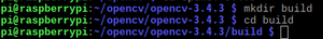 pi@raspberrypi:~/opencv/opencv-3.4.3 $ mkdir build
pi@raspberrypi:~/opencv/opencv-3.4.3 $ cd build
pi@raspberrypi:~/opencv/opencv-3.4.3/build $